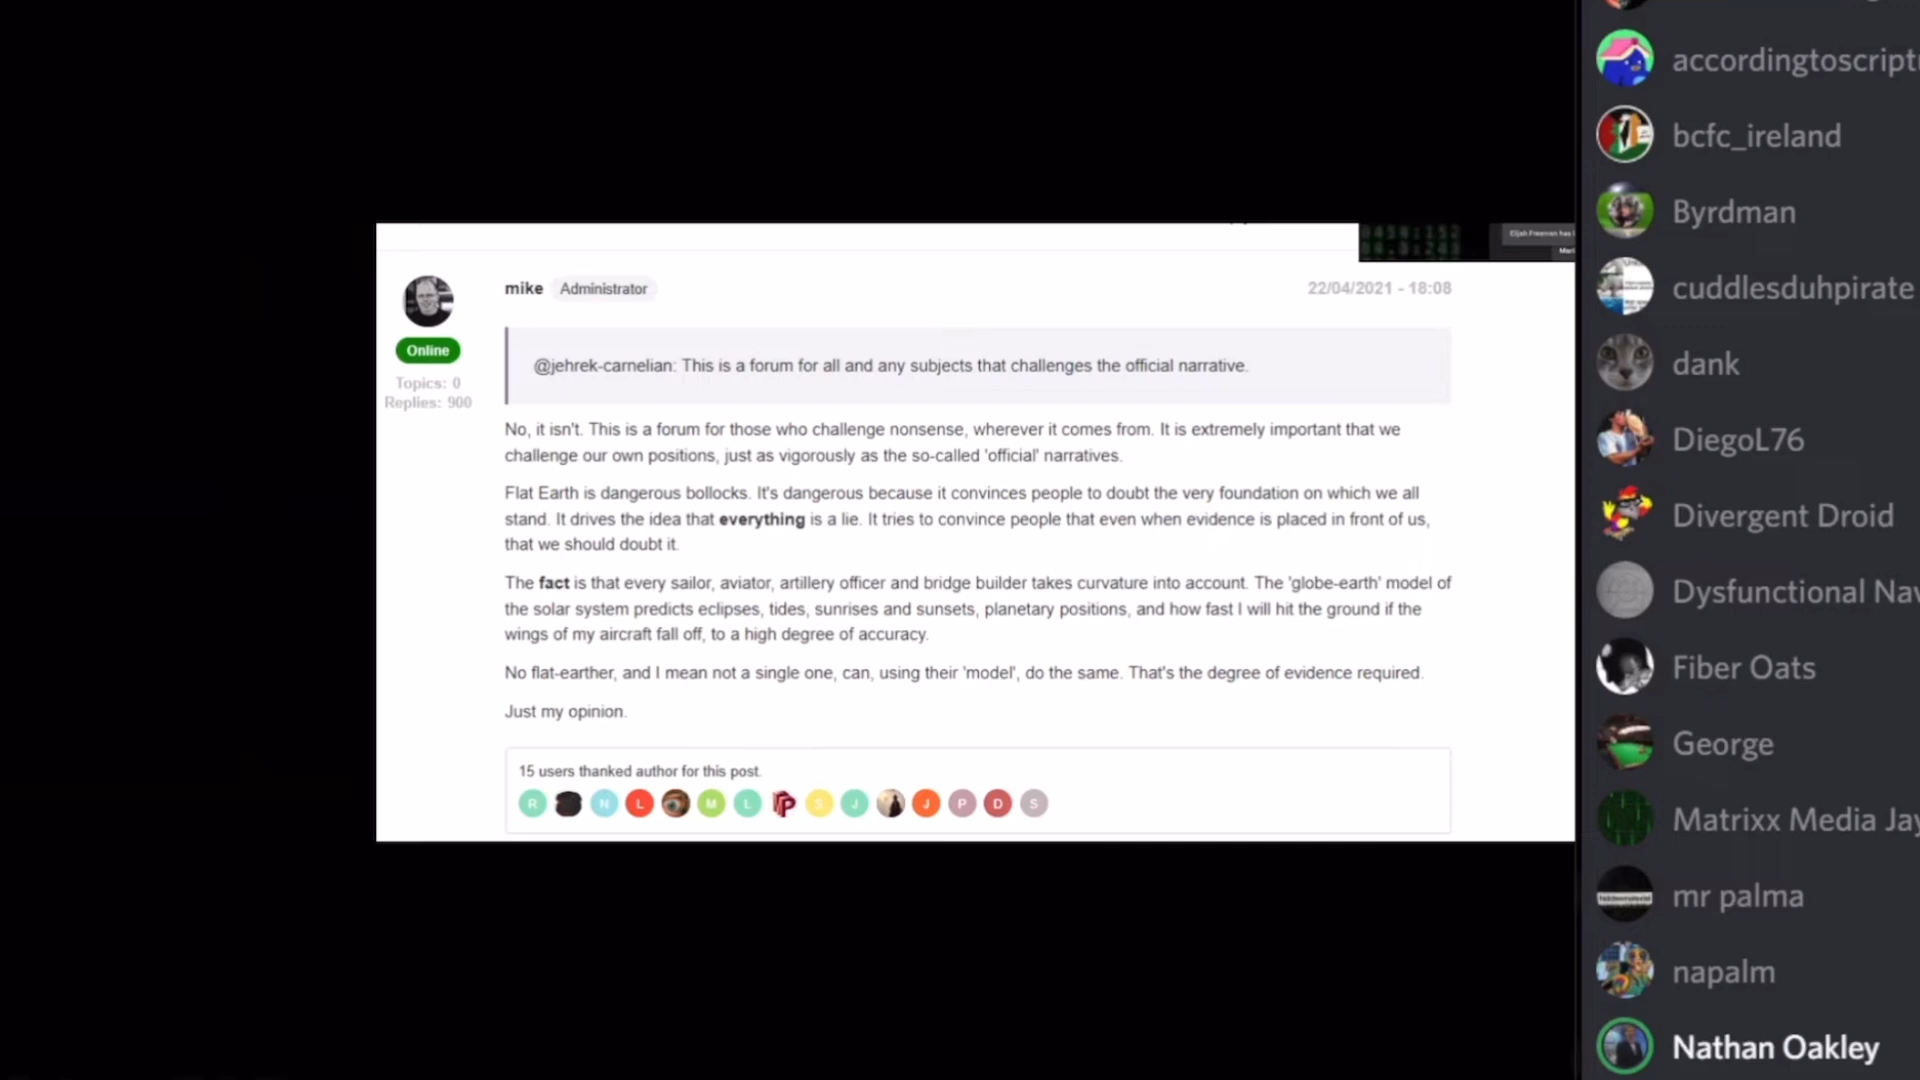 mike Administrator
22/04/2021 - 18:08
Online
Topics: 0
Replies: 900
@jehrek-carnelian: This is a forum for all and any subjects that challenges the official narrative.
No, it isn't. This is a forum for those who challenge nonsense, wherever it comes from. It is extremely important that we
challenge our own positions, just as vigorously as the so-called 'official' narratives.
Flat Earth is dangerous bollocks. It's dangerous because it convinces people to doubt the very foundation on which we all
stand. It drives the idea that everything is a lie. It tries to convince people that even when evidence is placed in front of us,
that we should doubt it.
The fact is that every sailor, aviator, artillery officer and bridge builder takes curvature into account. The 'globe-earth' model of
the solar system predicts eclipses, tides, sunrises and sunsets, planetary positions, and how fast I will hit the ground if the
wings of my aircraft fall off, to a high degree of accuracy.
No flat-earther, and I mean not a single one, can, using their 'model', do the same. That's the degree of evidence required.
Just my opinion.
15 users thanked author for this post.
R N L M L P S J J P D S
accordingtoscript
bcfc_ireland
Byrdman
cuddlesduhpirate
dank
DiegoL76
Divergent Droid
Dysfunctional Nav
Fiber Oats
George
Matrixx Media Jay
mr palma
napalm
Nathan Oakley